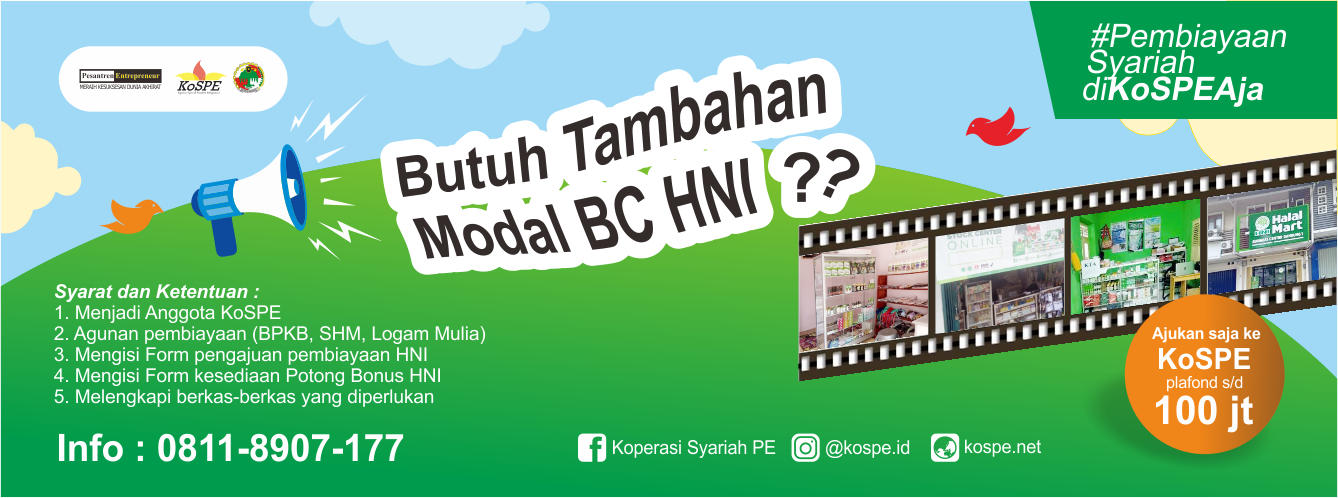 Pesantren Entrepreneur
MERAIH KESUKSESAN DUNIA AKHIRAT
KoSPE
#Pembiayaan
Syariah
diKoSPEAja
Butuh Tambahan
Modal BC HNI ??
STOCK CENTER
ONLINE
KTA
Halal
Mart
Syarat dan Ketentuan :
1. Menjadi Anggota KoSPE
2. Agunan pembiayaan (BPKB, SHM, Logam Mulia)
3. Mengisi Form pengajuan pembiayaan HNI
4. Mengisi Form kesediaan Potong Bonus HNI
5. Melengkapi berkas-berkas yang diperlukan
Ajukan saja ke
KoSPE
plafond s/d
100 jt
Info : 0811-8907-177
Koperasi Syariah PE
@kospe.id
kospe.net